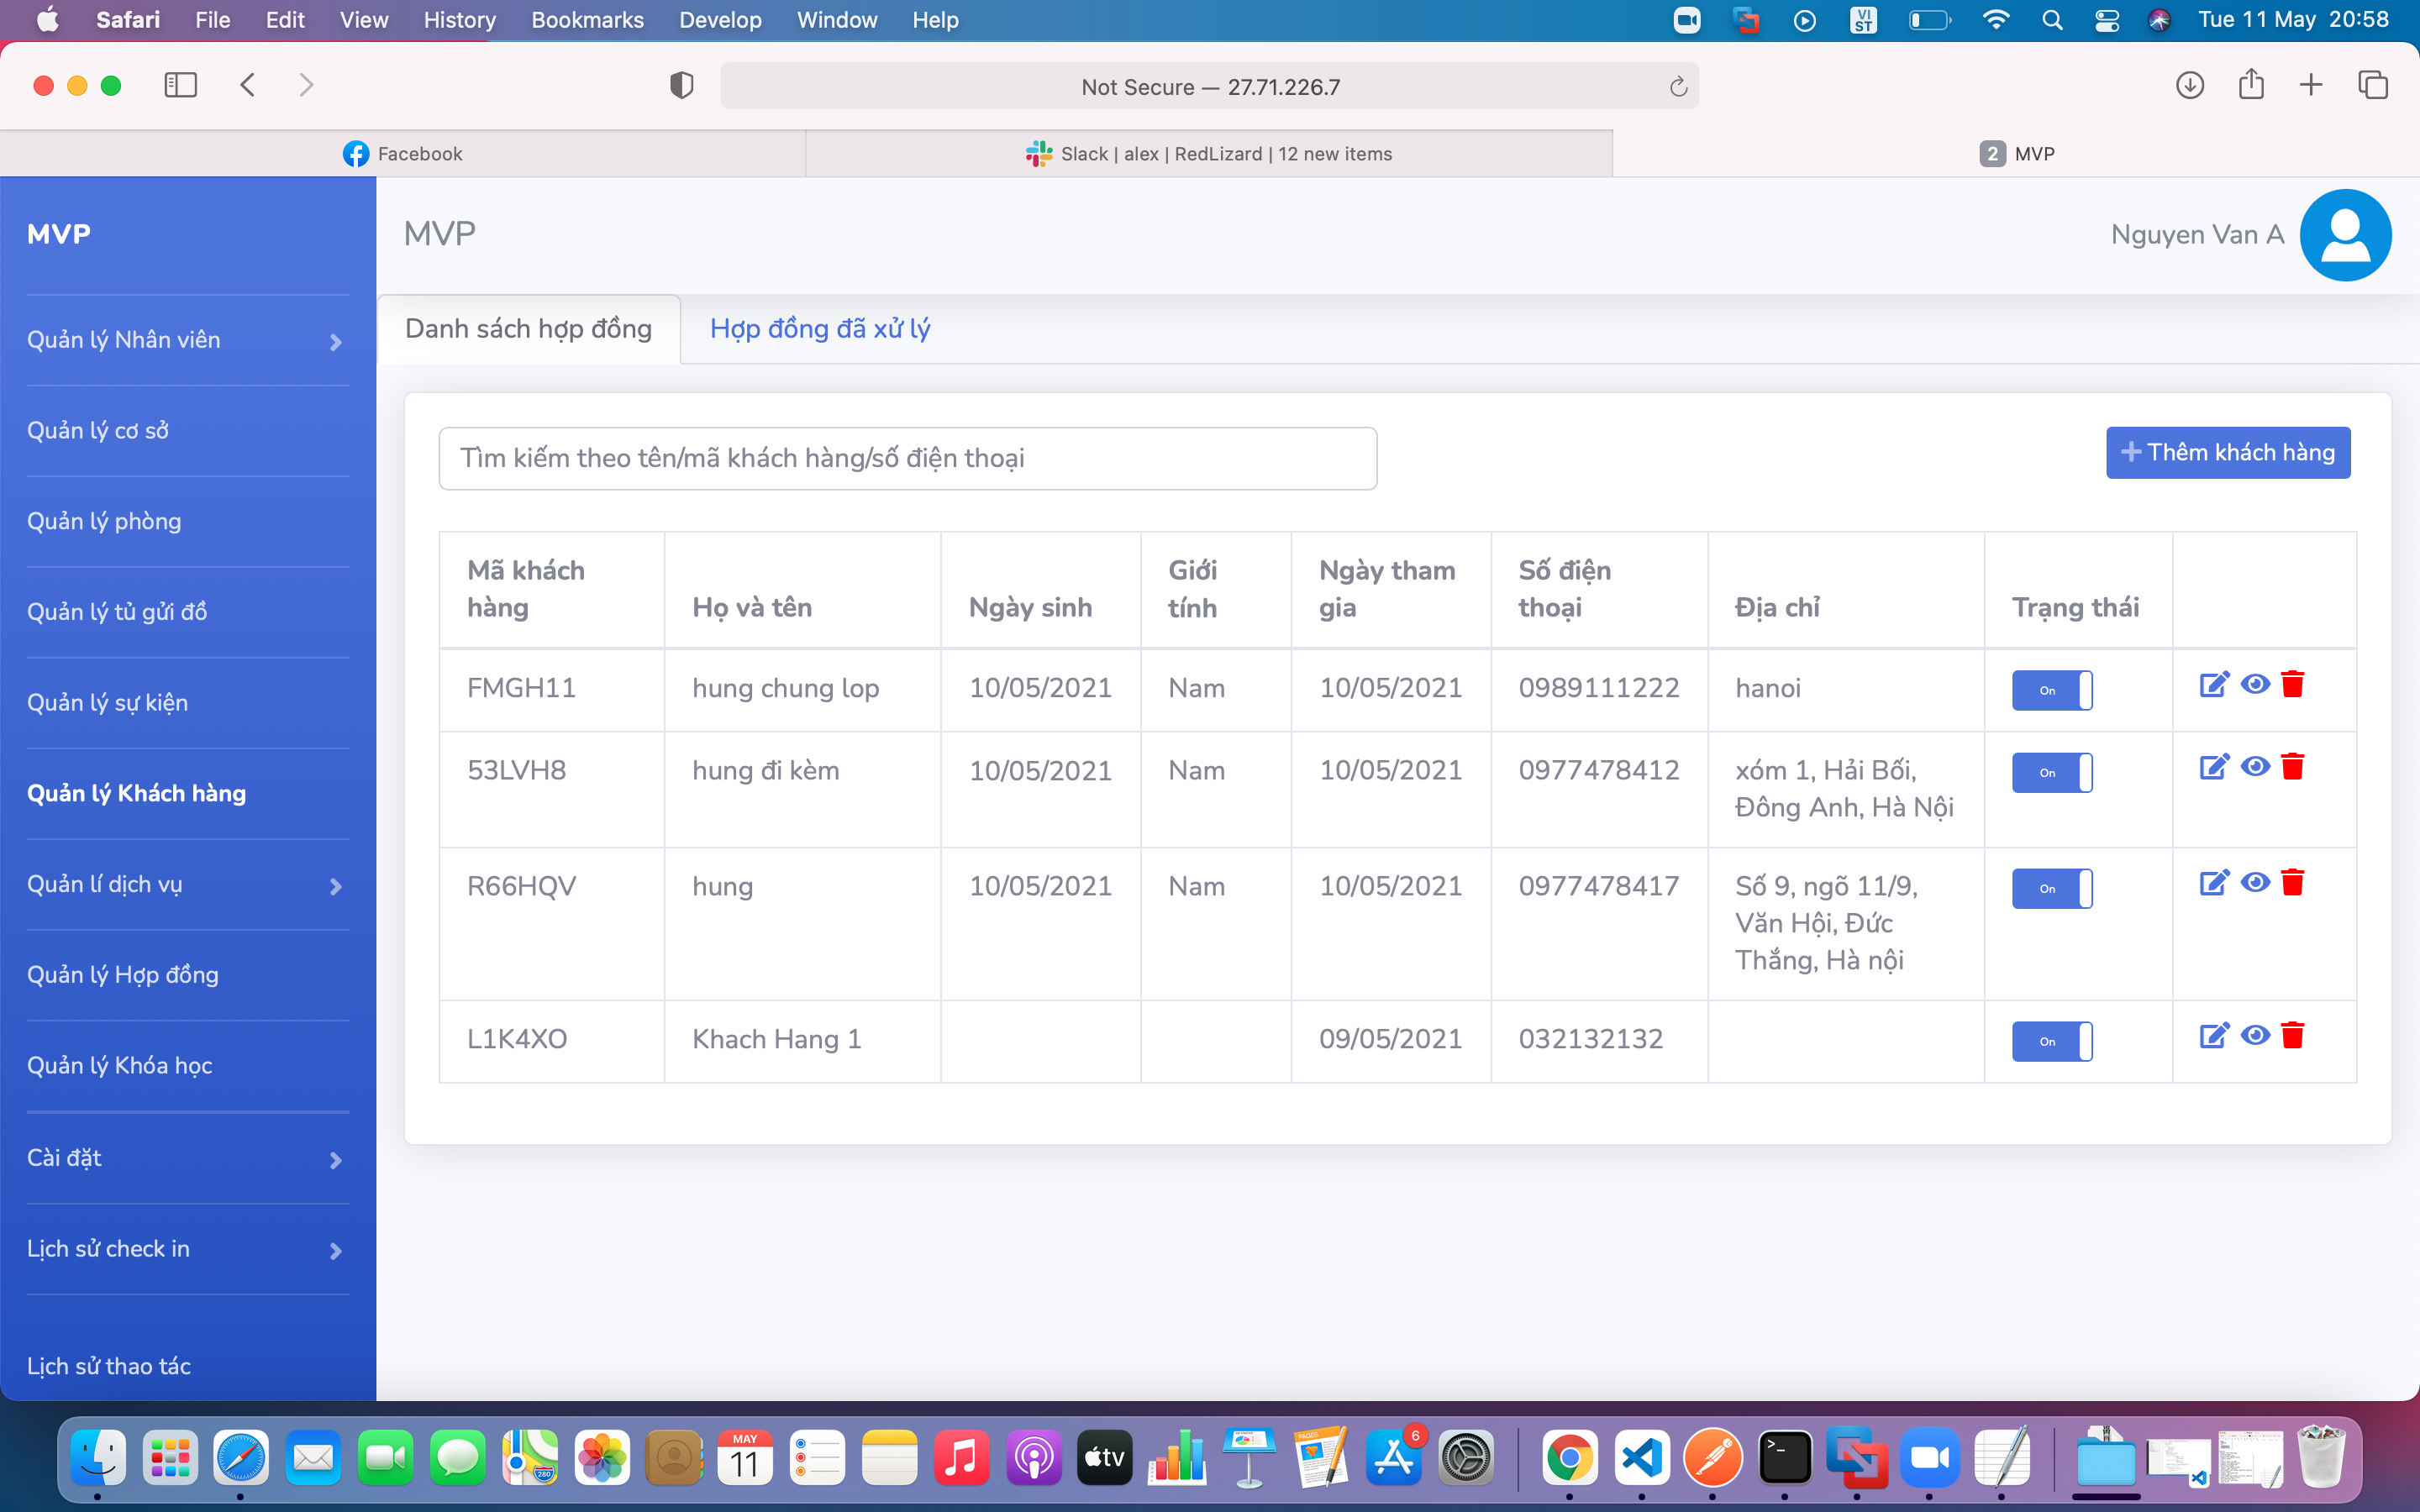 Safari File Edit View History Bookmarks Develop Window Help
VI ST
Tue 11 May 20:58
Not Secure — 27.71.226.7
Facebook
Slack | alex | RedLizard | 12 new items
2 MVP
MVP
MVP
Nguyen Van A
Quản lý Nhân viên
Quản lý cơ sở
Quản lý phòng
Quản lý tủ gửi đồ
Quản lý sự kiện
Quản lý Khách hàng
Quản lí dịch vụ
Quản lý Hợp đồng
Quản lý Khóa học
Cài đặt
Lịch sử check in
Lịch sử thao tác
Danh sách hợp đồng Hợp đồng đã xử lý
Tìm kiếm theo tên/mã khách hàng/số điện thoại
Thêm khách hàng
Mã khách hàng Họ và tên Ngày sinh Giới tính Ngày tham gia Số điện thoại Địa chỉ Trạng thái
FMGH11 hung chung lop 10/05/2021 Nam 10/05/2021 0989111222 hanoi On
53LVH8 hung đi kèm 10/05/2021 Nam 10/05/2021 0977478412 xóm 1, Hải Bối, Đông Anh, Hà Nội On
R66HQV hung 10/05/2021 Nam 10/05/2021 0977478417 Số 9, ngõ 11/9, Văn Hội, Đức Thắng, Hà nội On
L1K4XO Khach Hang 1 09/05/2021 032132132 On
280
MAY
11
tv
PAGES
6